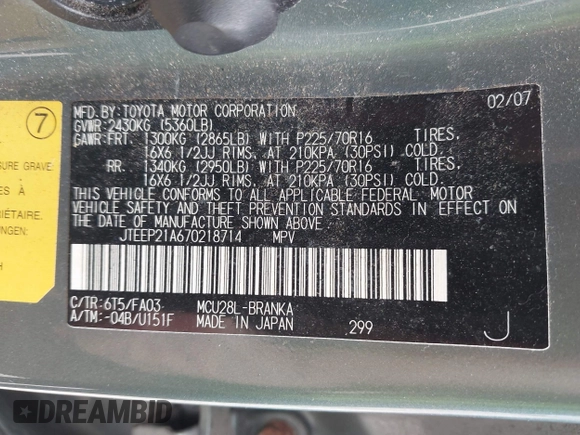 MFD. BY: TOYOTA MOTOR CORPORATION 02/07
GVWR: 2430KG (5360LB)
GAWR: FRT. 1300KG (2865LB) WITH P225/70R16 TIRES.
16X6 1/2JJ RIMS, AT 210KPA (30PSI) COLD.
RR. 1340KG (2950LB) WITH P225/70R16 TIRES.
16X6 1/2JJ RIMS, AT 210KPA (30PSI) COLD.
THIS VEHICLE CONFORMS TO ALL APPLICABLE FEDERAL MOTOR
VEHICLE SAFETY AND THEFT PREVENTION STANDARDS IN EFFECT ON
THE DATE OF MANUFACTURE SHOWN ABOVE.
JTEEP21A670218714 MPV
C/TR: 6T5/FA03 MCU28L-BRANKA
A/TM: -04B/U151F MADE IN JAPAN 299 J
7
SURE GRAVE.
ES À
PRIÉTAIRE.
UNGEN:
H
DREAMBID